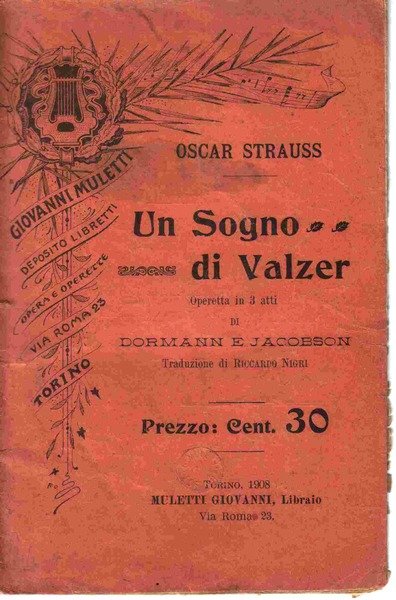 GIOVANNI MULETTI
DEPOSITO LIBRETTI
OPERA E OPERETTE
VIA ROMA 23
TORINO
OSCAR STRAUSS
Un Sogno
di Valzer
Operetta in 3 atti
DI
DORMANN E JACOBSON
Traduzione di RICCARDO NIGRI
Prezzo: Cent. 30
TORINO, 1908
MULETTI GIOVANNI, Libraio
Via Roma 23.